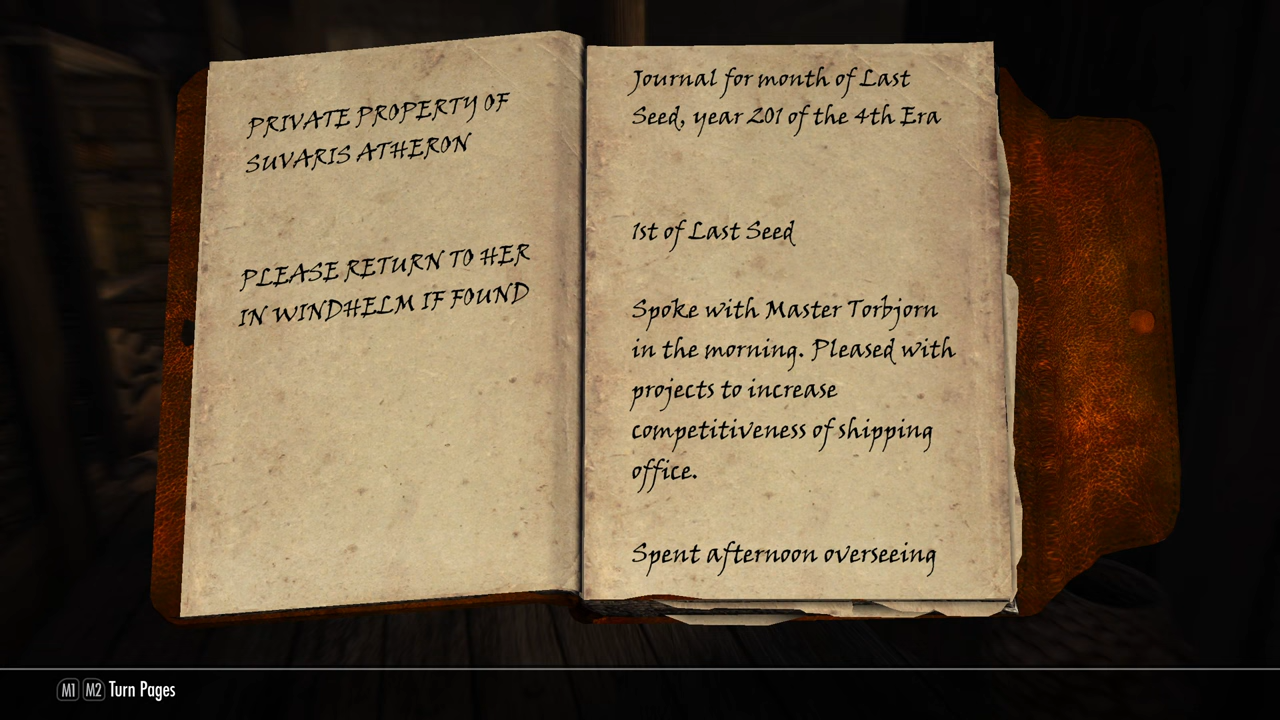 PRIVATE PROPERTY OF
SUVARIS ATHERON
PLEASE RETURN TO HER
IN WINDHELM IF FOUND
Journal for month of Last
Seed, year 201 of the 4th Era
1st of Last Seed
Spoke with Master Torbjorn
in the morning. Pleased with
projects to increase
competitiveness of shipping
office.
Spent afternoon overseeing
M1 M2 Turn Pages